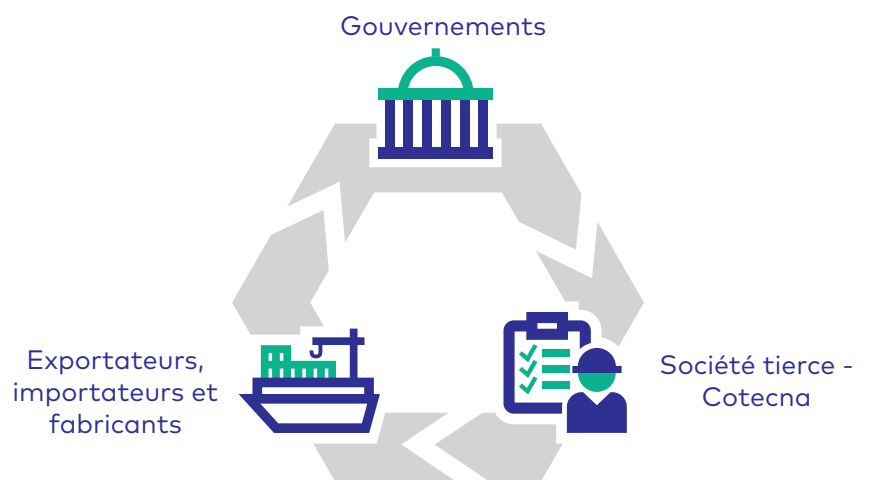 Gouvernements
Exportateurs,
importateurs et
fabricants
Société tierce -
Cotecna